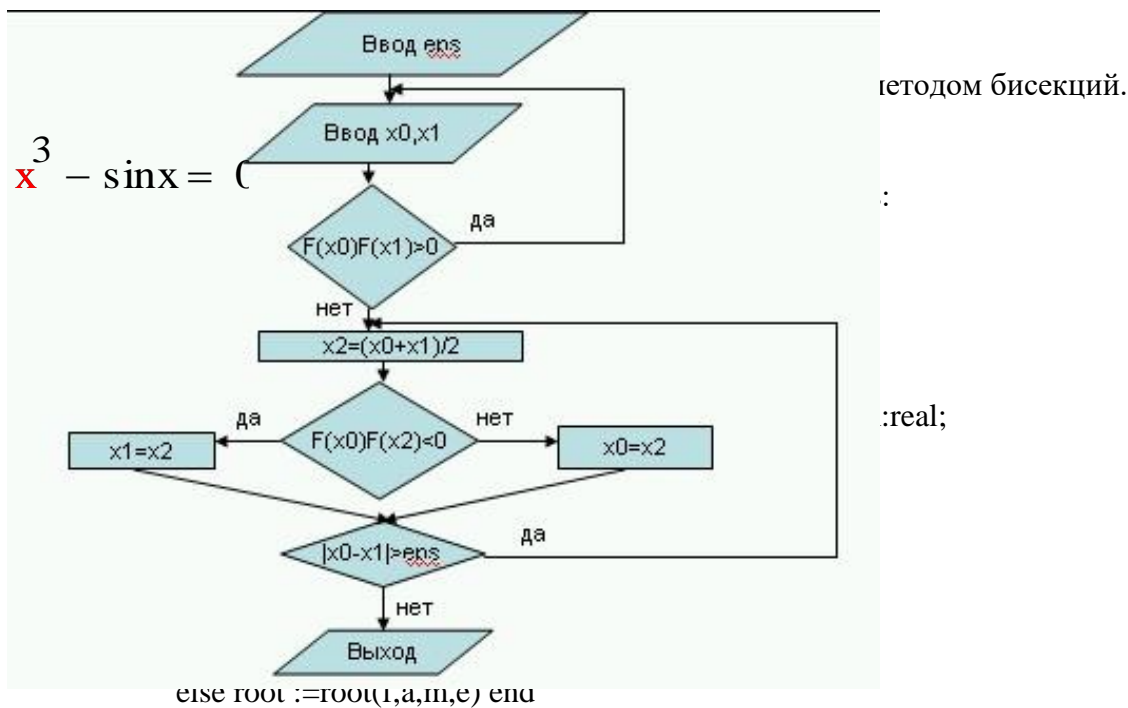 Ввод eps
методом бисекций.
Ввод x0,x1
x³ − sinx =
да
:
F(x0)F(x1)>0
нет
x2=(x0+x1)/2
да
нет
:real;
F(x0)F(x2)<0
x1=x2
x0=x2
да
|x0-x1|>eps
нет
Выход
else root :=root(f,a,m,e) end